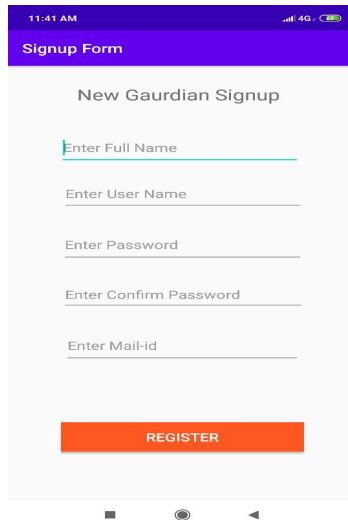 11:41 AM 4G 69
Signup Form
New Gaurdian Signup
Enter Full Name
Enter User Name
Enter Password
Enter Confirm Password
Enter Mail-id
REGISTER